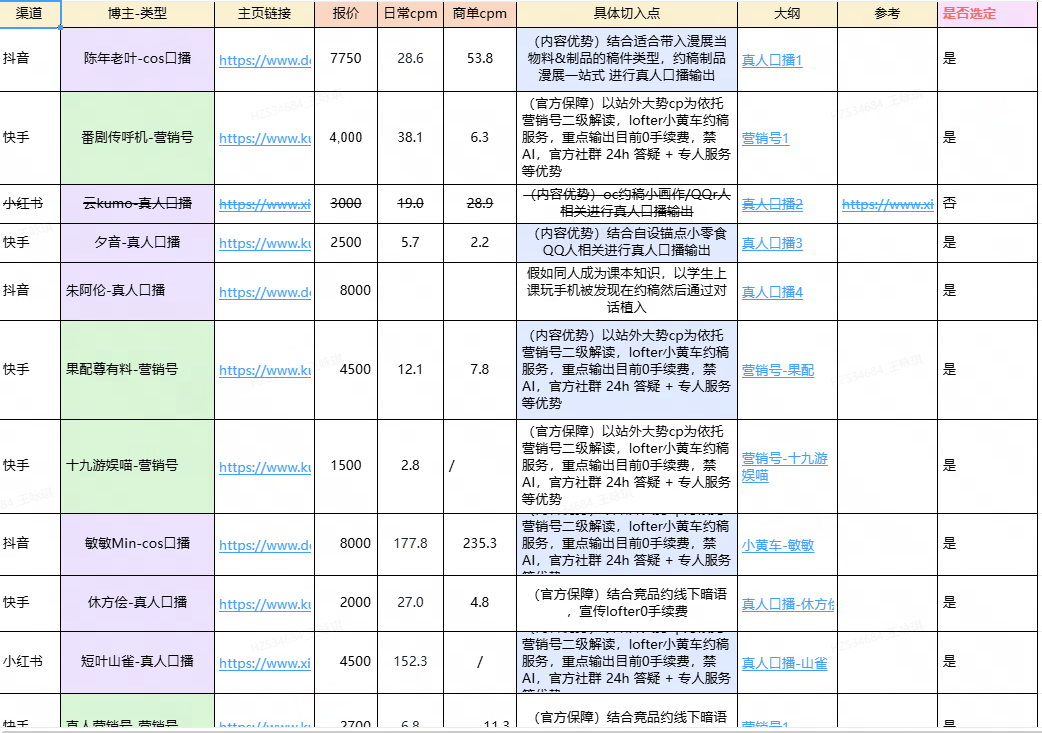 渠道 博主-类型 主页链接 报价 日常cpm 商单cpm 具体切入点 大纲 参考 是否选定
抖音 陈年老叶-cos口播 https://www.d 7750 28.6 53.8 （内容优势）结合适合带入漫展当
物料&制品的稿件类型，约稿制品
漫展一站式 进行真人口播输出 真人口播1 是
快手 番剧传呼机-营销号 https://www.ku 4,000 38.1 6.3 （官方保障）以站外大势cp为依托
营销号二级解读，lofter小黄车约稿
服务，重点输出目前0手续费，禁
AI，官方社群 24h 答疑 + 专人服务
等优势 营销号1 是
小红书 云kumo-真人口播 https://www.xi 3000 19.0 28.9 （内容优势）oc约稿小画作/QQr人
相关进行真人口播输出 真人口播2 https://www.xi 否
快手 夕音-真人口播 https://www.ku 2500 5.7 2.2 （内容优势）结合自设锚点小零食
QQ人相关进行真人口播输出 真人口播3 是
抖音 朱阿伦-真人口播 https://www.d 8000 假如同人成为课本知识，以学生上
课玩手机被发现在约稿然后通过对
话植入 真人口播4 是
快手 果配尊有料-营销号 https://www.ku 4500 12.1 7.8 （内容优势）以站外大势cp为依托
营销号二级解读，lofter小黄车约稿
服务，重点输出目前0手续费，禁
AI，官方社群 24h 答疑 + 专人服务
等优势 营销号-果配 是
快手 十九游娱喵-营销号 https://www.ku 1500 2.8 / （官方保障）以站外大势cp为依托
营销号二级解读，lofter小黄车约稿
服务，重点输出目前0手续费，禁
AI，官方社群 24h 答疑 + 专人服务
等优势 营销号-十九游
娱喵 是
抖音 敏敏Min-cos口播 https://www.d 8000 177.8 235.3 营销号二级解读，lofter小黄车约稿
服务，重点输出目前0手续费，禁
AI，官方社群 24h 答疑 + 专人服务 小黄车-敏敏 是
快手 休方侩-真人口播 https://www.ku 2000 27.0 4.8 （官方保障）结合竞品约线下暗语
，宣传lofter0手续费 真人口播-休方 是
小红书 短叶山雀-真人口播 https://www.xi 4500 152.3 / 营销号二级解读，lofter小黄车约稿
服务，重点输出目前0手续费，禁
AI，官方社群 24h 答疑 + 专人服务 真人口播-山雀 是
快手 真人营销号-营销号 https://www.ku 2700 6.8 11.3 （官方保障）结合竞品约线下暗语 营销号1 是